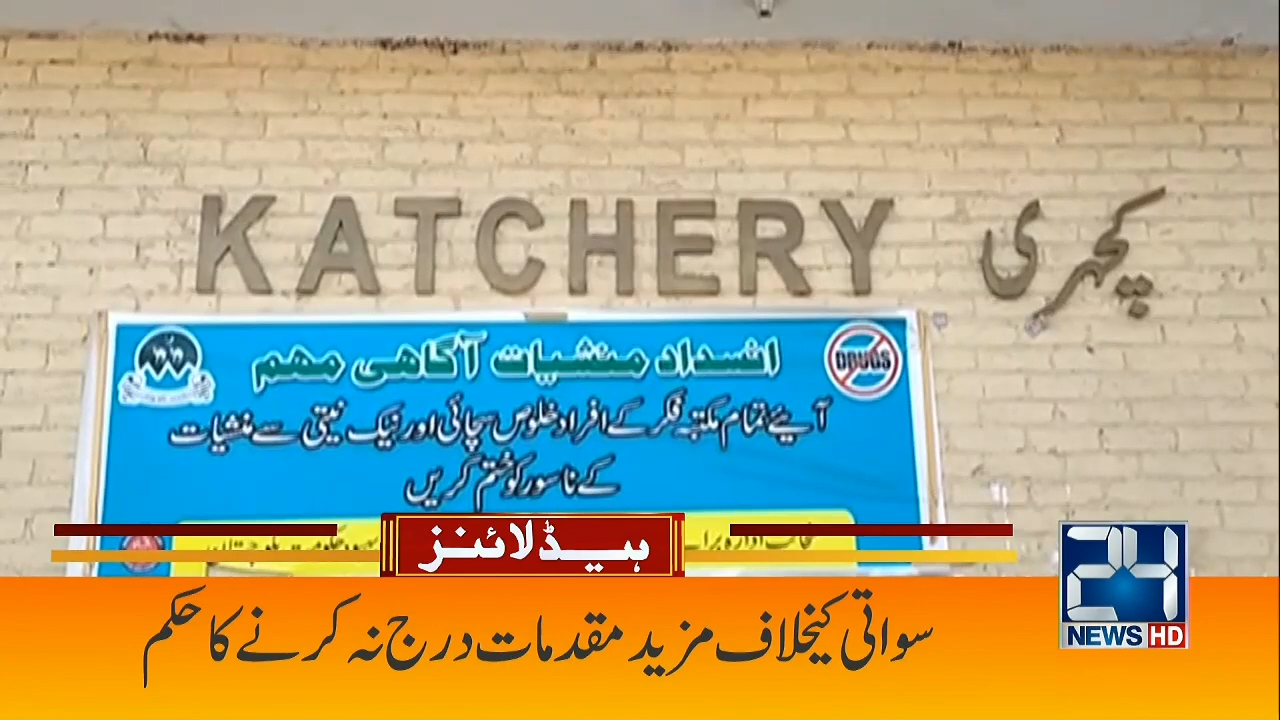 KATCHERY کچہری
انسداد منشیات آگاہی مہم
DRUGS
آیئے تمام مکتبہ فکر کے افراد خلوص سچائی اور نیک نیتی سے منشیات
کے ناسور کو ختم کریں
ادارہ برائے
ہیڈلائنز
سواتی کیخلاف مزید مقدمات درج نہ کرنے کا حکم
24
NEWS HD